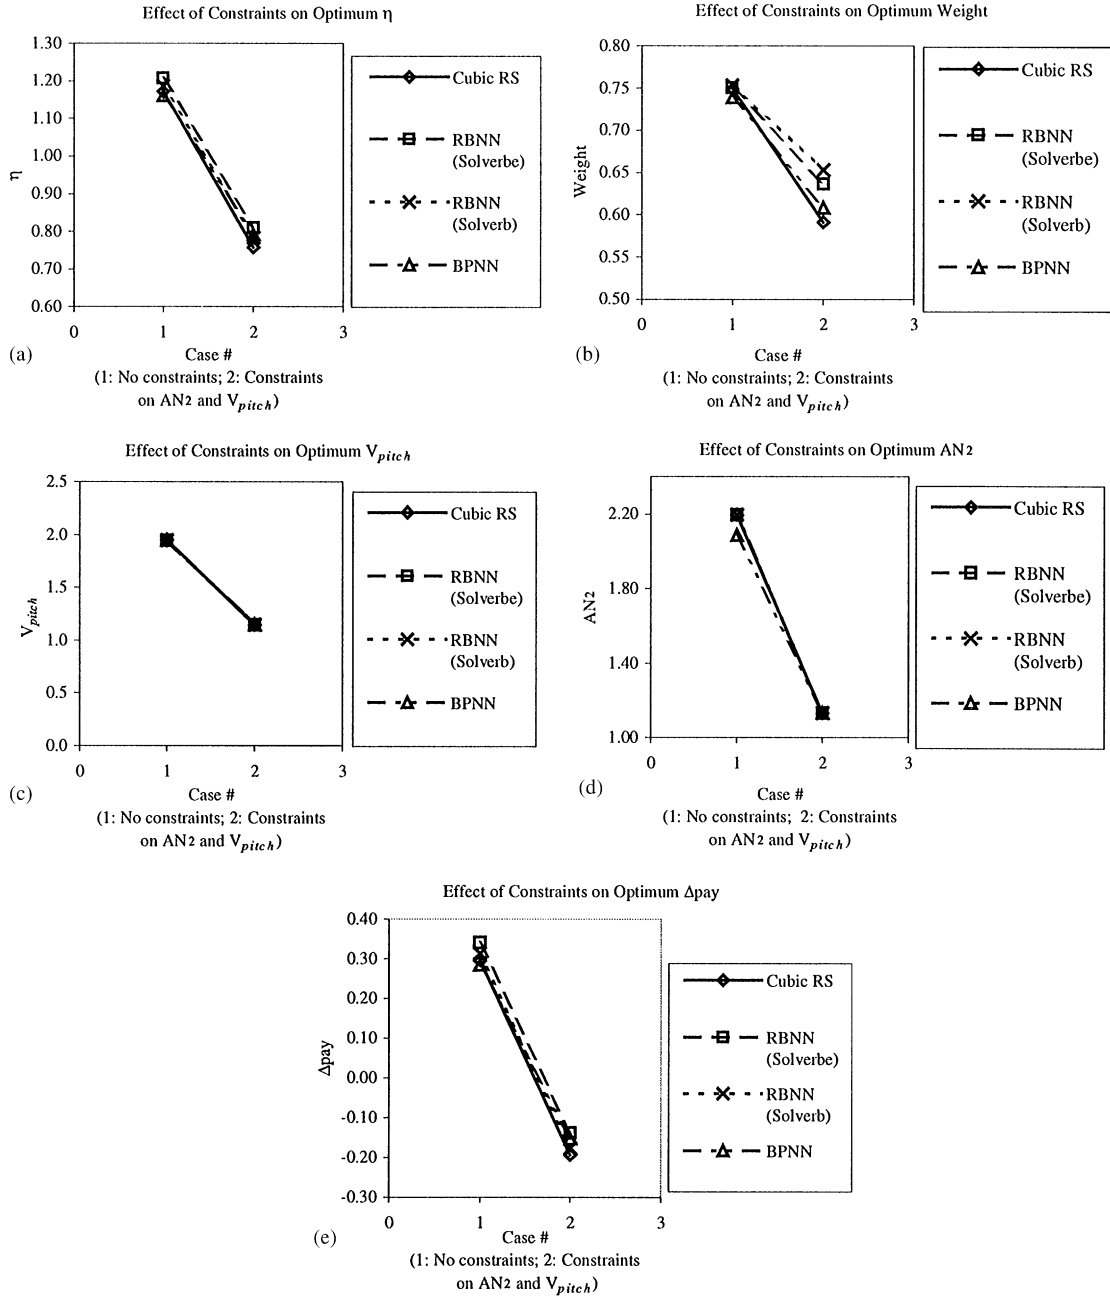 Effect of Constraints on Optimum η
1.30
1.20
1.10
1.00
0.90
0.80
0.70
0.60
η
0
1
2
3
Case #
(1: No constraints; 2: Constraints
on AN2 and Vpitch)
(a)
Cubic RS
RBNN
(Solverbe)
RBNN
(Solverb)
BPNN
Effect of Constraints on Optimum Weight
0.80
0.75
0.70
0.65
0.60
0.55
0.50
Weight
0
1
2
3
Case #
(1: No constraints; 2: Constraints
on AN2 and Vpitch)
(b)
Cubic RS
RBNN
(Solverbe)
RBNN
(Solverb)
BPNN
Effect of Constraints on Optimum Vpitch
2.5
2.0
1.5
1.0
0.5
0.0
Vpitch
0
1
2
3
Case #
(1: No constraints; 2: Constraints
on AN2 and Vpitch)
(c)
Cubic RS
RBNN
(Solverbe)
RBNN
(Solverb)
BPNN
Effect of Constraints on Optimum AN2
2.20
1.80
1.40
1.00
AN2
0
1
2
3
Case #
(1: No constraints; 2: Constraints
on AN2 and Vpitch)
(d)
Cubic RS
RBNN
(Solverbe)
RBNN
(Solverb)
BPNN
Effect of Constraints on Optimum Δpay
0.40
0.30
0.20
0.10
0.00
-0.10
-0.20
-0.30
Δpay
0
1
2
3
Case #
(1: No constraints; 2: Constraints
on AN2 and Vpitch)
(e)
Cubic RS
RBNN
(Solverbe)
RBNN
(Solverb)
BPNN